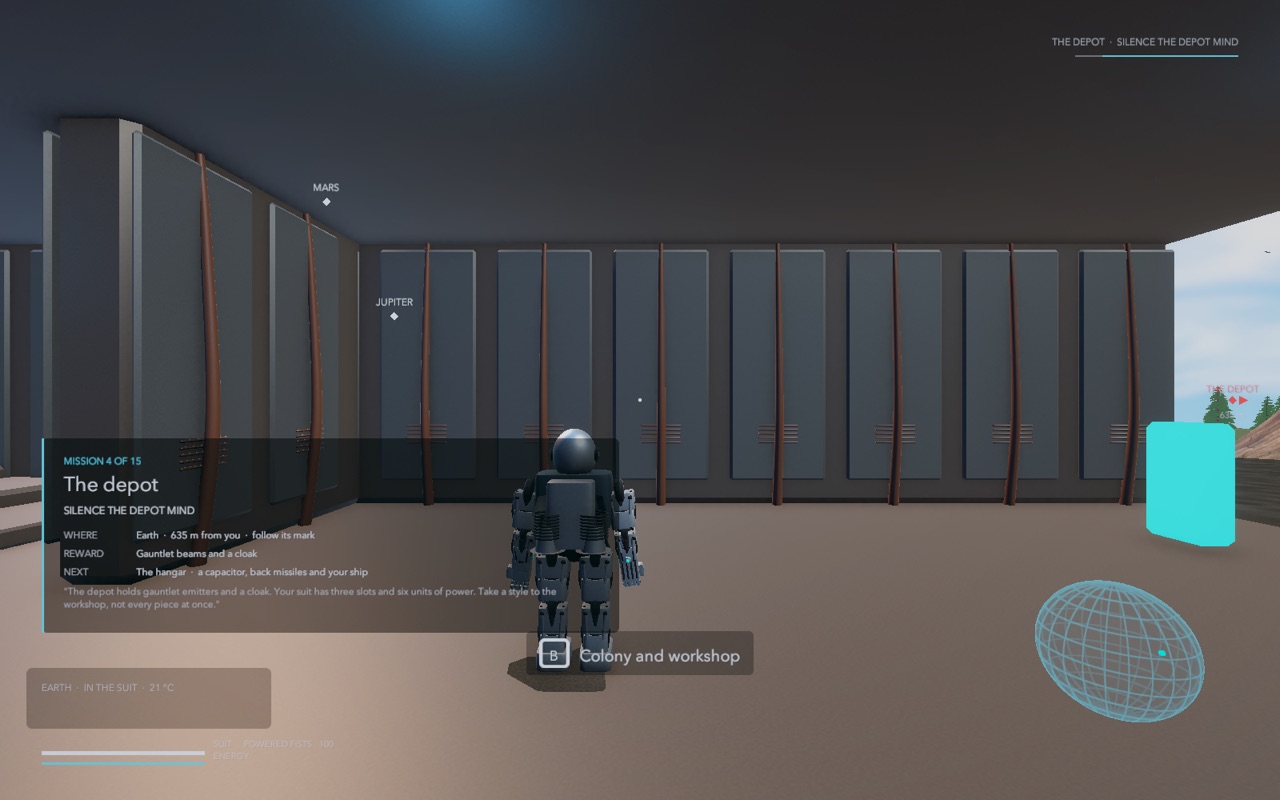 THE DEPOT · SILENCE THE DEPOT MIND
MARS
JUPITER
THE DEPOT
MISSION 4 OF 15
The depot
SILENCE THE DEPOT MIND
WHERE Earth · 635 m from you · follow its mark
REWARD Gauntlet beams and a cloak
NEXT The hangar · a capacitor, back missiles and your ship
"The depot holds gauntlet emitters and a cloak. Your suit has three slots and six units of power. Take a style to the
workshop, not every piece at once."
B Colony and workshop
EARTH · IN THE SUIT · 21 °C
SUIT · POWERED FISTS · 100
ENERGY